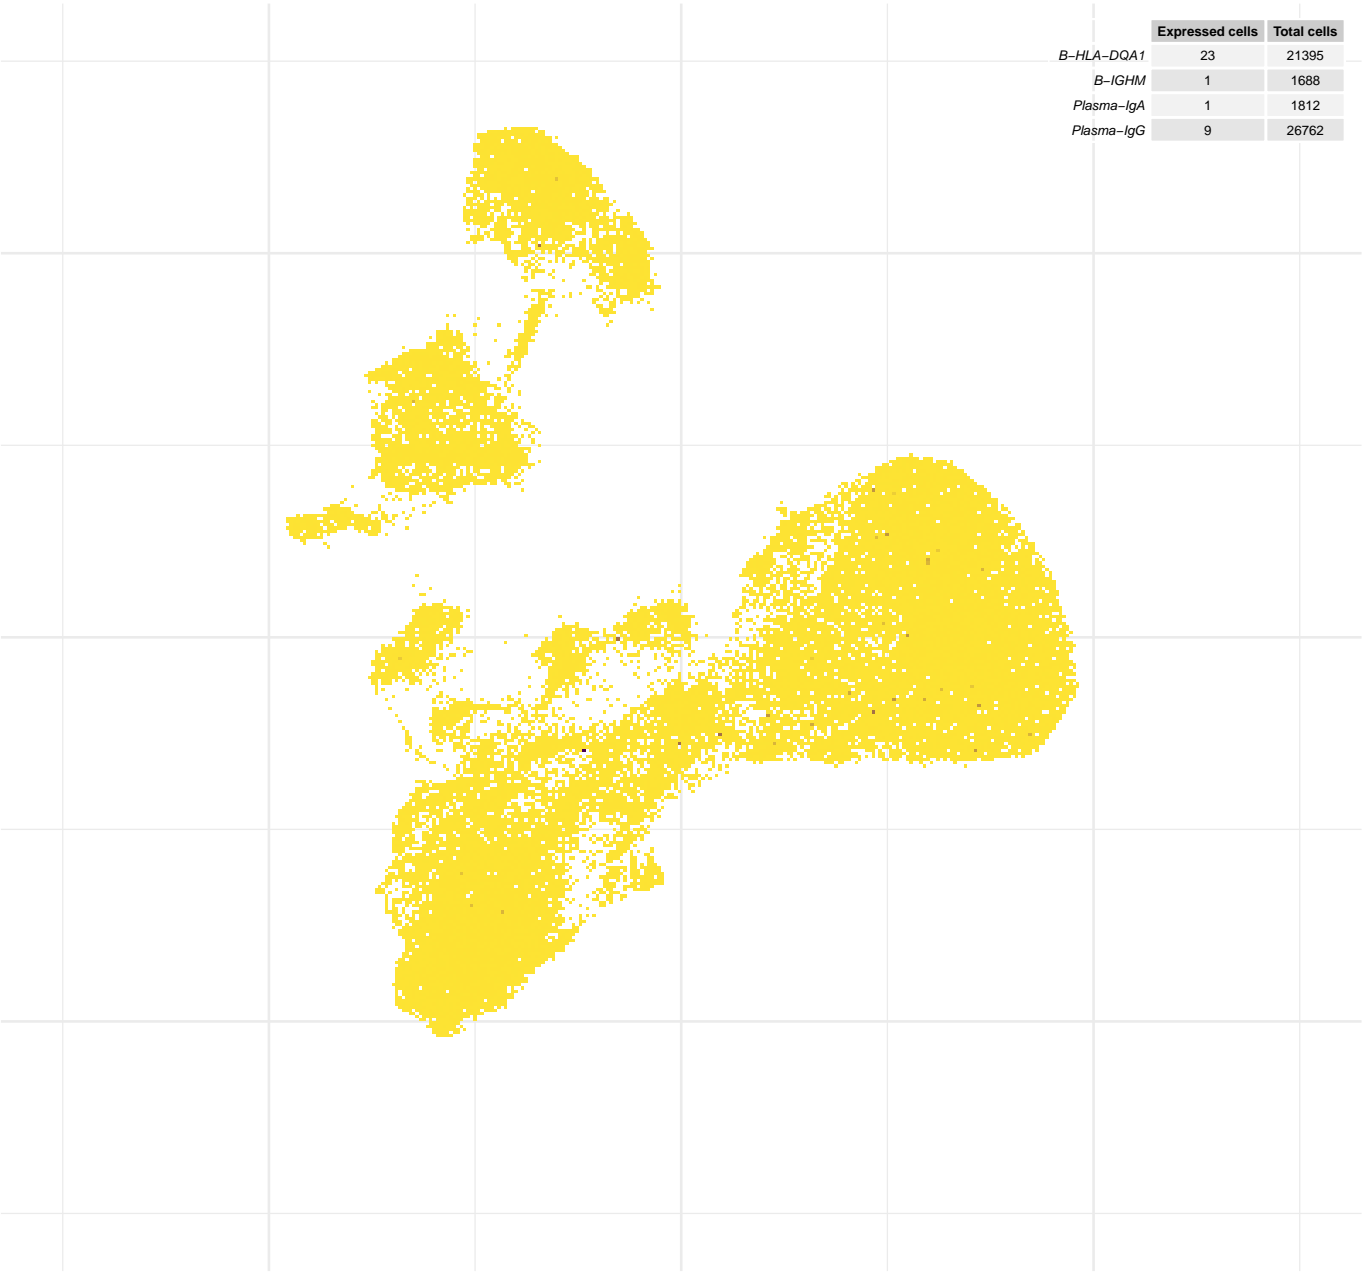 Expressed cells Total cells
B−HLA−DQA1 23 21395
B−IGHM 1 1688
Plasma−IgA 1 1812
Plasma−IgG 9 26762